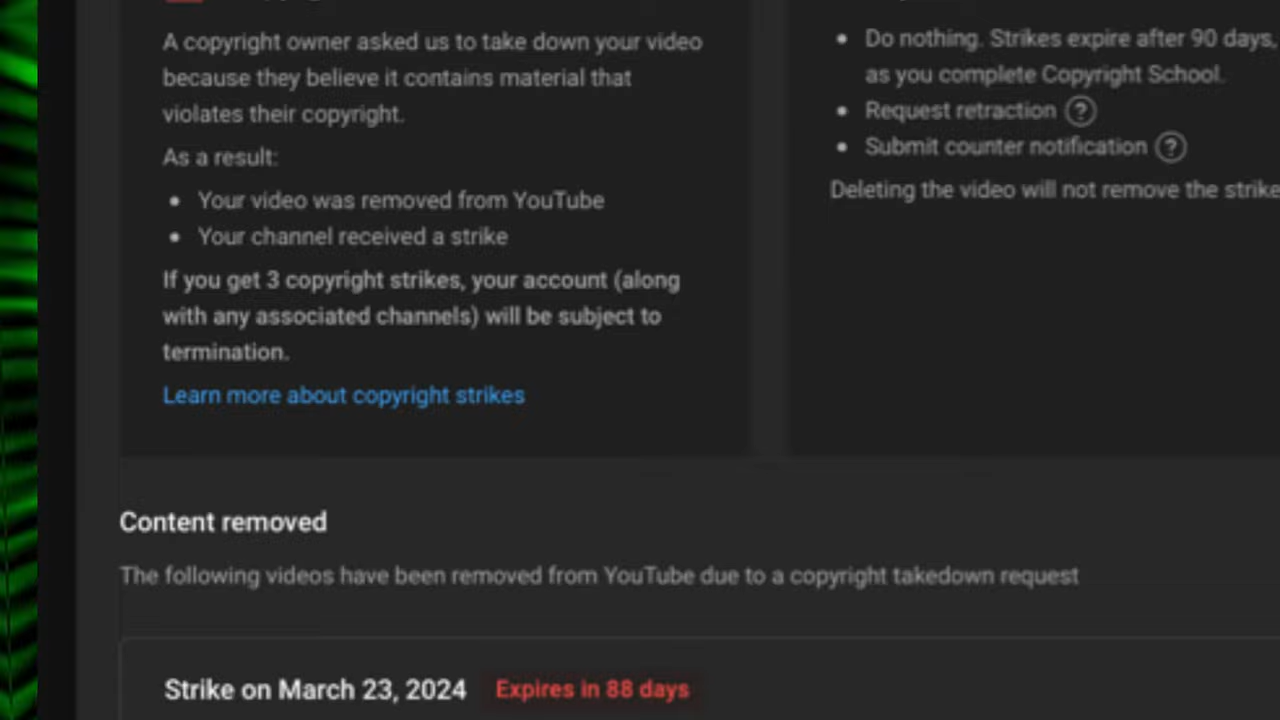 A copyright owner asked us to take down your video
because they believe it contains material that
violates their copyright.
As a result:
• Your video was removed from YouTube
• Your channel received a strike
If you get 3 copyright strikes, your account (along
with any associated channels) will be subject to
termination.
Learn more about copyright strikes
• Do nothing. Strikes expire after 90 days,
as you complete Copyright School.
• Request retraction ?
• Submit counter notification ?
Deleting the video will not remove the strike
Content removed
The following videos have been removed from YouTube due to a copyright takedown request
Strike on March 23, 2024 Expires in 88 days